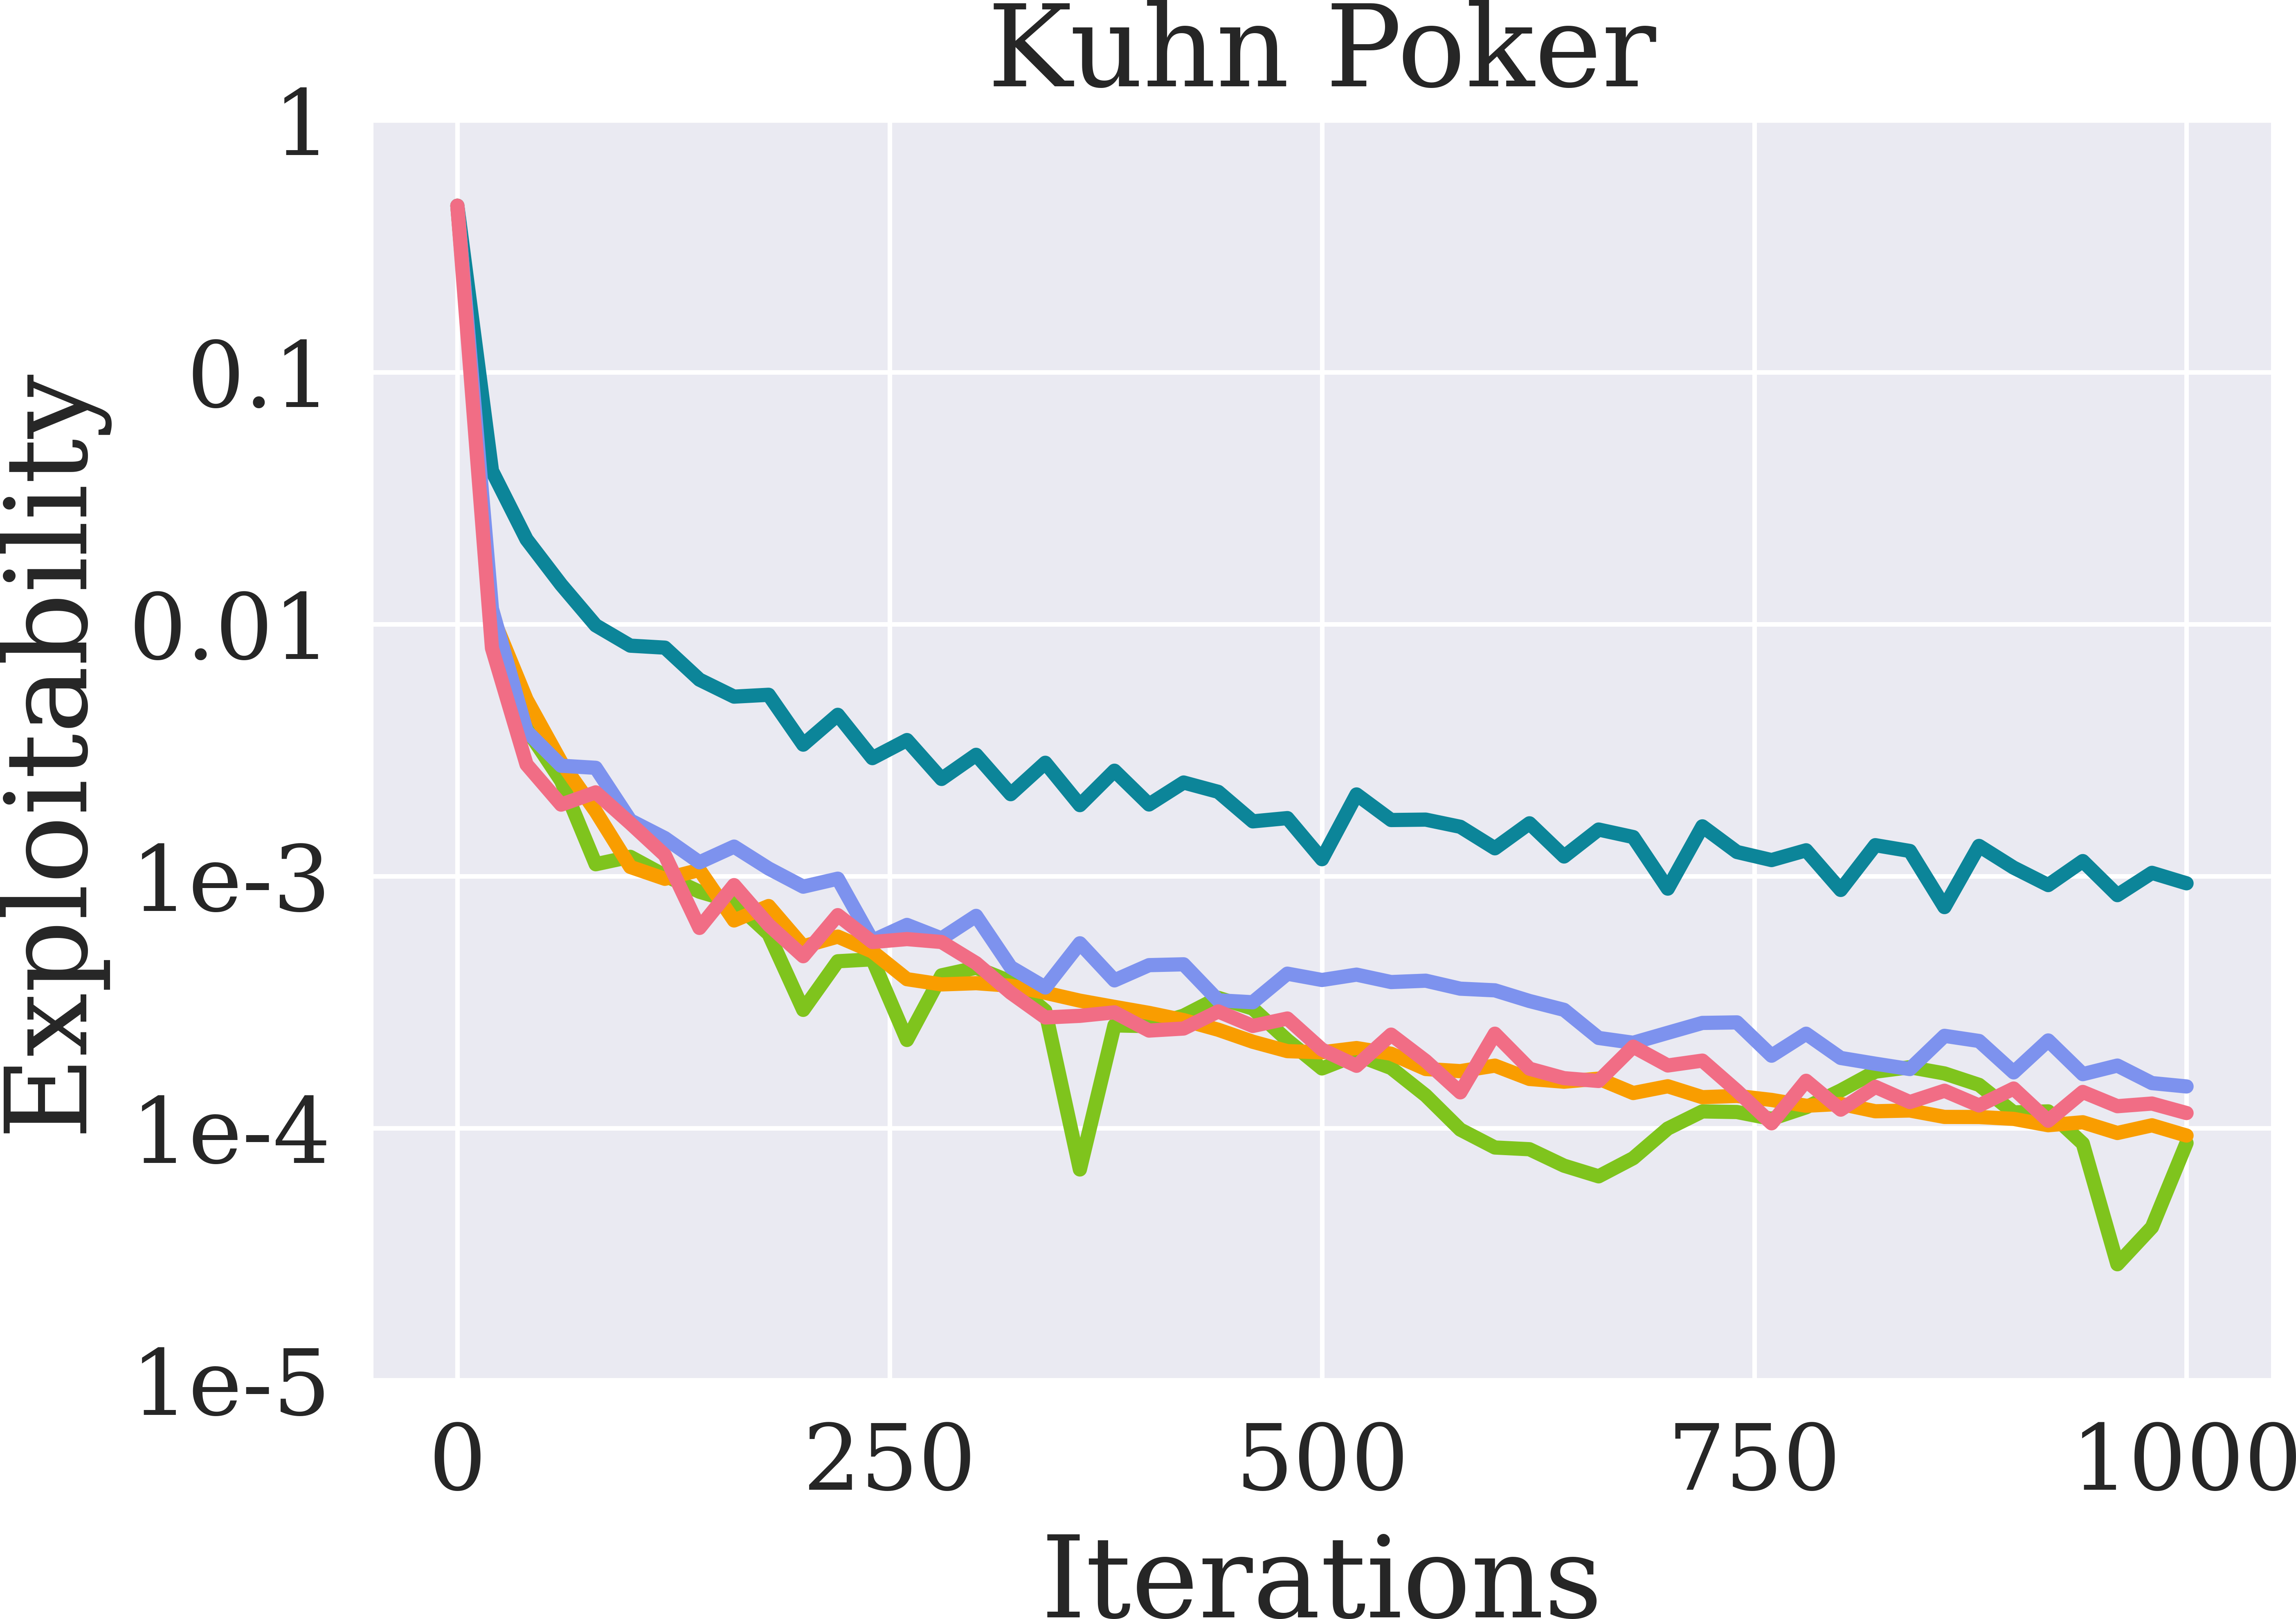 Kuhn Poker
Exploitability
1
0.1
0.01
1e-3
1e-4
1e-5
0 250 500 750 1000
Iterations